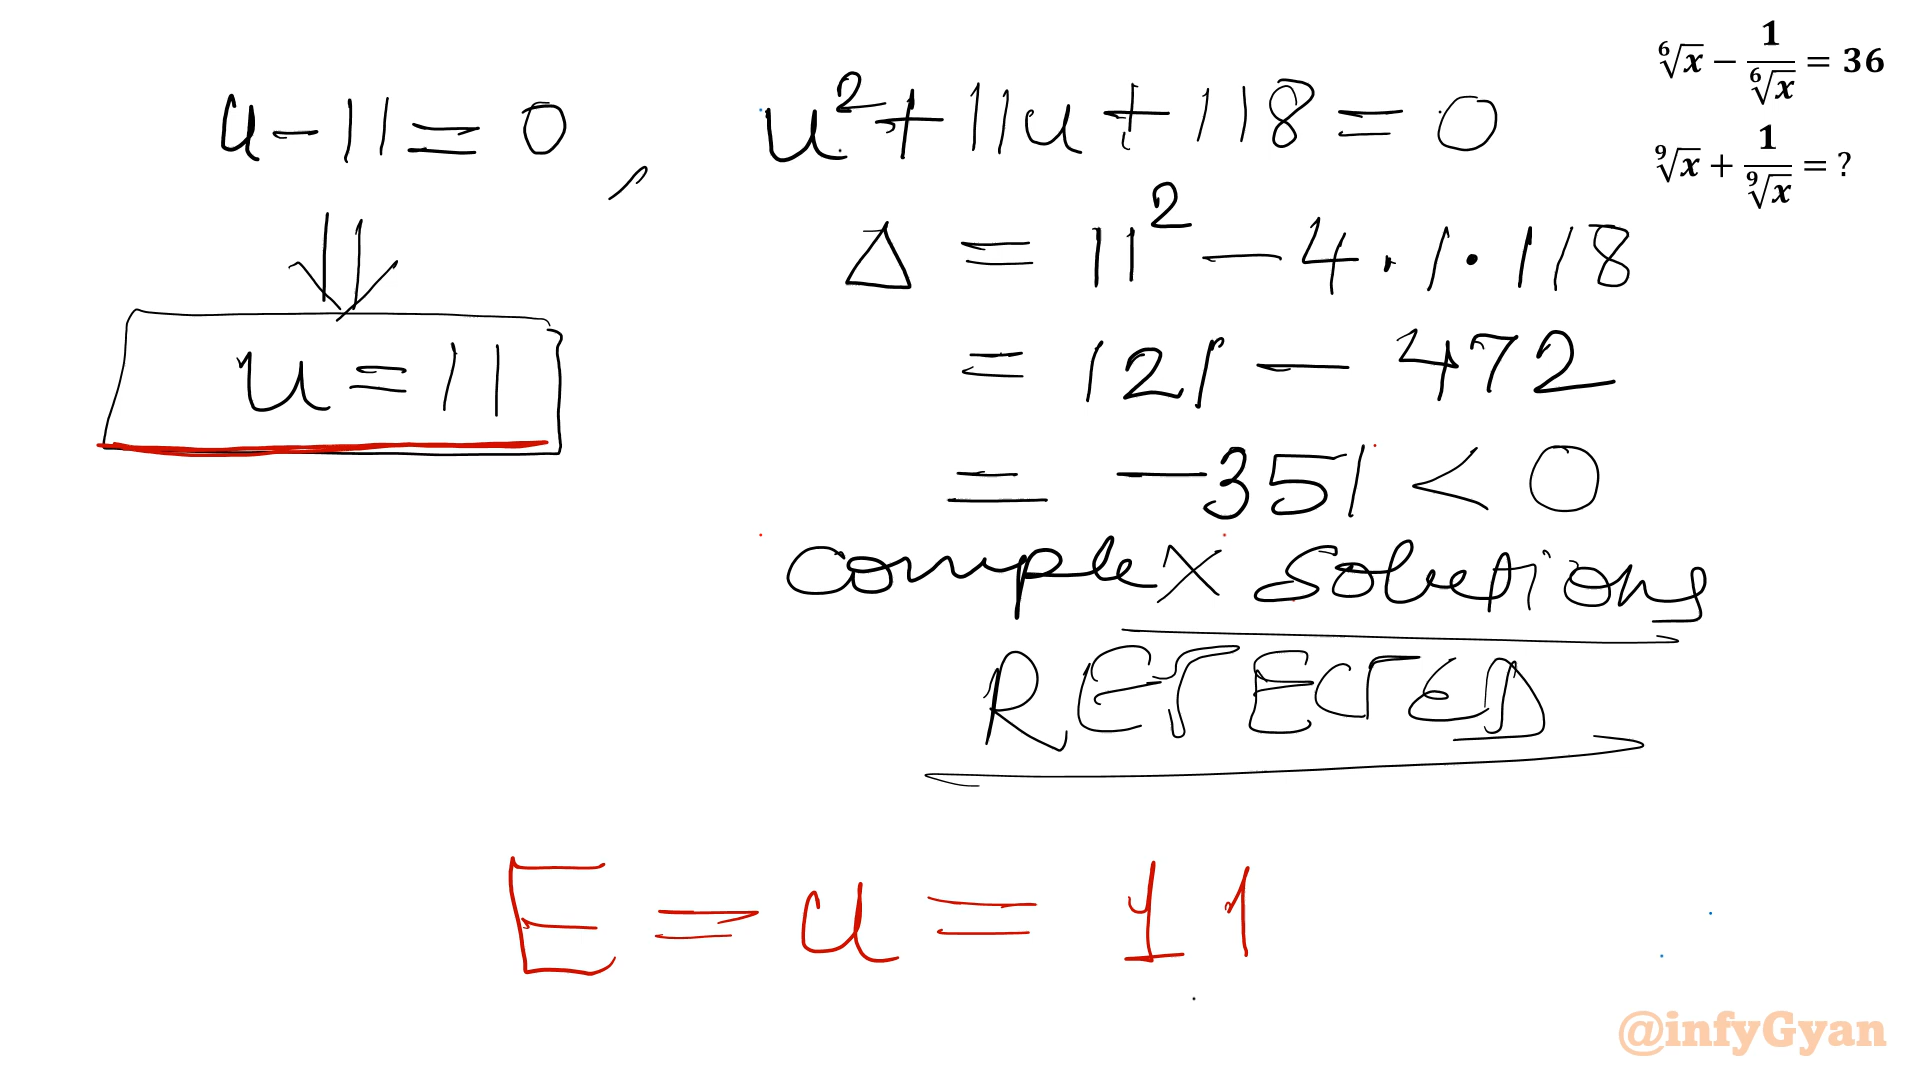 u - 11 = 0 , u² + 11u + 118 = 0
⇓
u = 11
Δ = 11² - 4 . 1 . 118
= 121 - 472
= - 351 < 0
complex solutions
REJECTED
E = u = 11
⁶√x − 1/⁶√x = 36
⁹√x + 1/⁹√x = ?
@infyGyan